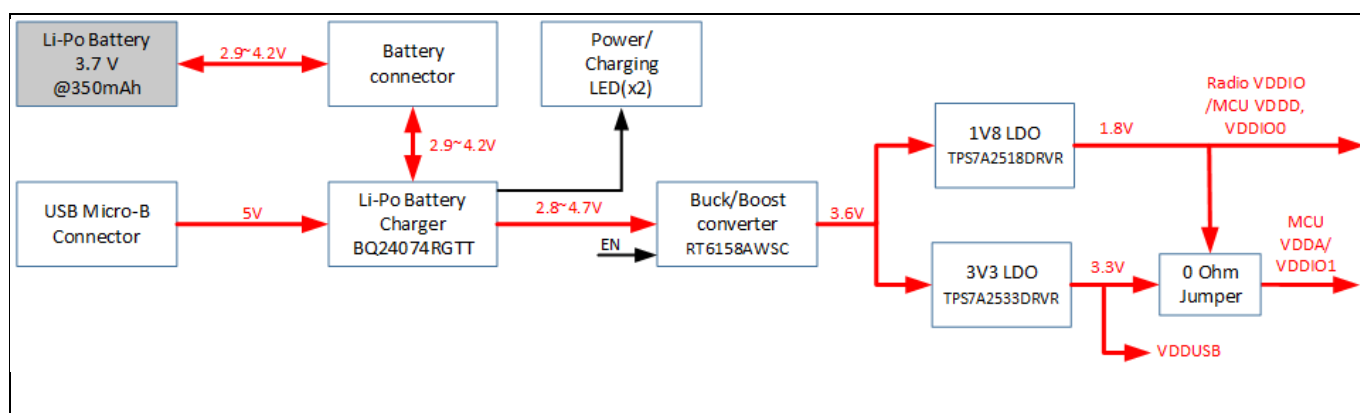 Li-Po Battery
3.7 V
@350mAh
2.9~4.2V
Battery
connector
Power/
Charging
LED(x2)
2.9~4.2V
USB Micro-B
Connector
5V
Li-Po Battery
Charger
BQ24074RGTT
2.8~4.7V
EN
Buck/Boost
converter
RT6158AWSC
3.6V
1V8 LDO
TPS7A2518DRVR
1.8V
Radio VDDIO
/MCU VDDD,
VDDIO0
3V3 LDO
TPS7A2533DRVR
3.3V
0 Ohm
Jumper
MCU
VDDA/
VDDIO1
VDDUSB